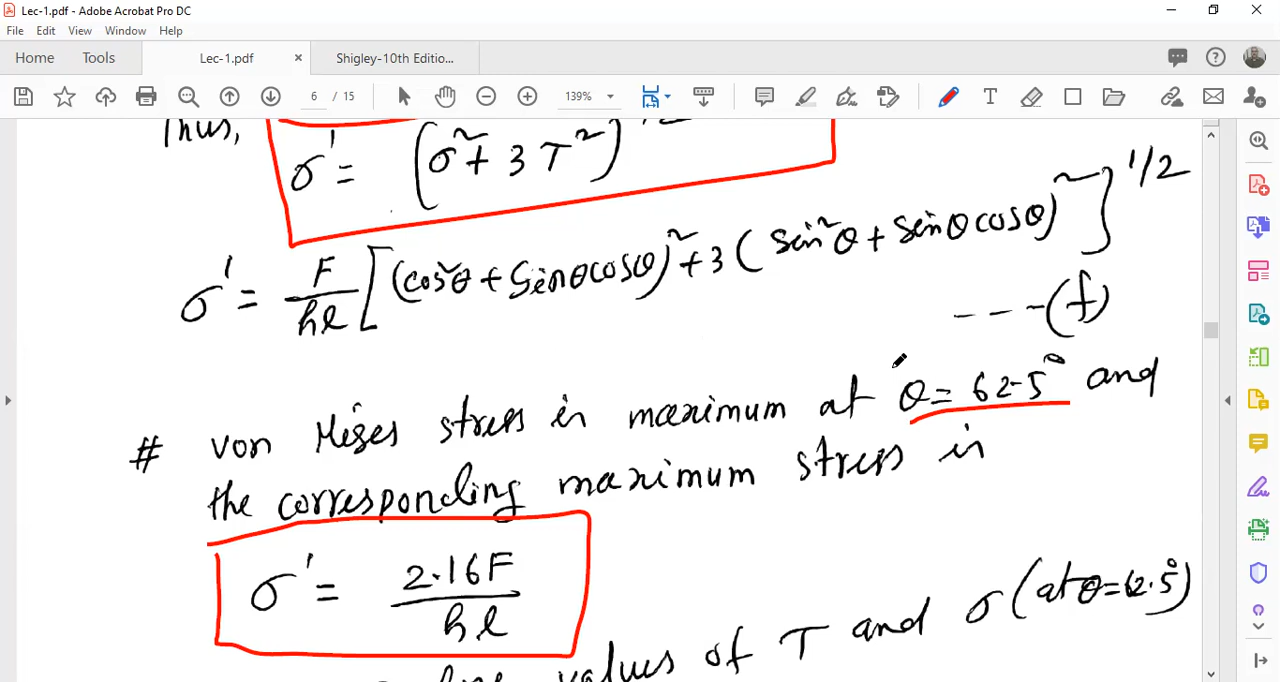 Lec-1.pdf - Adobe Acrobat Pro DC
File Edit View Window Help
Home Tools Lec-1.pdf × Shigley-10th Editio...
6 / 15 139%
Thus,
σ' = (σ² + 3 τ²)^1/2
σ' = F/hl [(cos²θ + Sinθcosθ)² + 3 (sin²θ + sinθ cosθ)²]^1/2
---(f)
# von Mises stress is maximum at θ = 62.5° and
the corresponding maximum stress is
σ' = 2.16F/hl
values of τ and σ (at θ=62.5°)